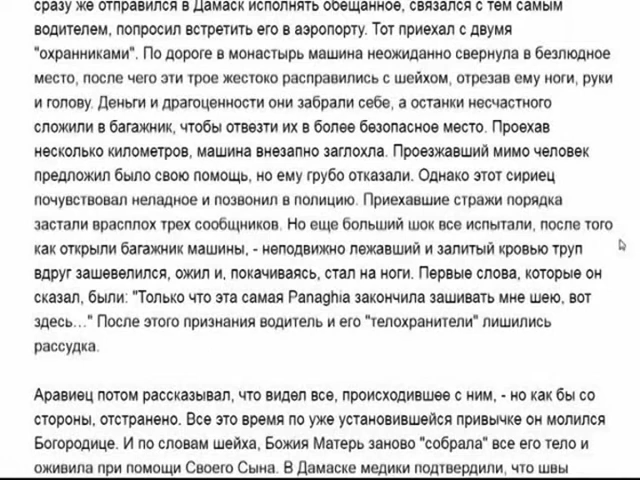 сразу же отправился в Дамаск исполнять обещанное, связался с тем самым
водителем, попросил встретить его в аэропорту. Тот приехал с двумя
"охранниками". По дороге в монастырь машина неожиданно свернула в безлюдное
место, после чего эти трое жестоко расправились с шейхом, отрезав ему ноги, руки
и голову. Деньги и драгоценности они забрали себе, а останки несчастного
сложили в багажник, чтобы отвезти их в более безопасное место. Проехав
несколько километров, машина внезапно заглохла. Проезжавший мимо человек
предложил было свою помощь, но ему грубо отказали. Однако этот сириец
почувствовал неладное и позвонил в полицию. Приехавшие стражи порядка
застали врасплох трех сообщников. Но еще больший шок все испытали, после того
как открыли багажник машины, - неподвижно лежавший и залитый кровью труп
вдруг зашевелился, ожил и, покачиваясь, стал на ноги. Первые слова, которые он
сказал, были: "Только что эта самая Panaghia закончила зашивать мне шею, вот
здесь…" После этого признания водитель и его "телохранители" лишились
рассудка.
Аравиец потом рассказывал, что видел все, происходившее с ним, - но как бы со
стороны, отстранено. Все это время по уже установившейся привычке он молился
Богородице. И по словам шейха, Божия Матерь заново "собрала" все его тело и
оживила при помощи Своего Сына. В Дамаске медики подтвердили, что швы